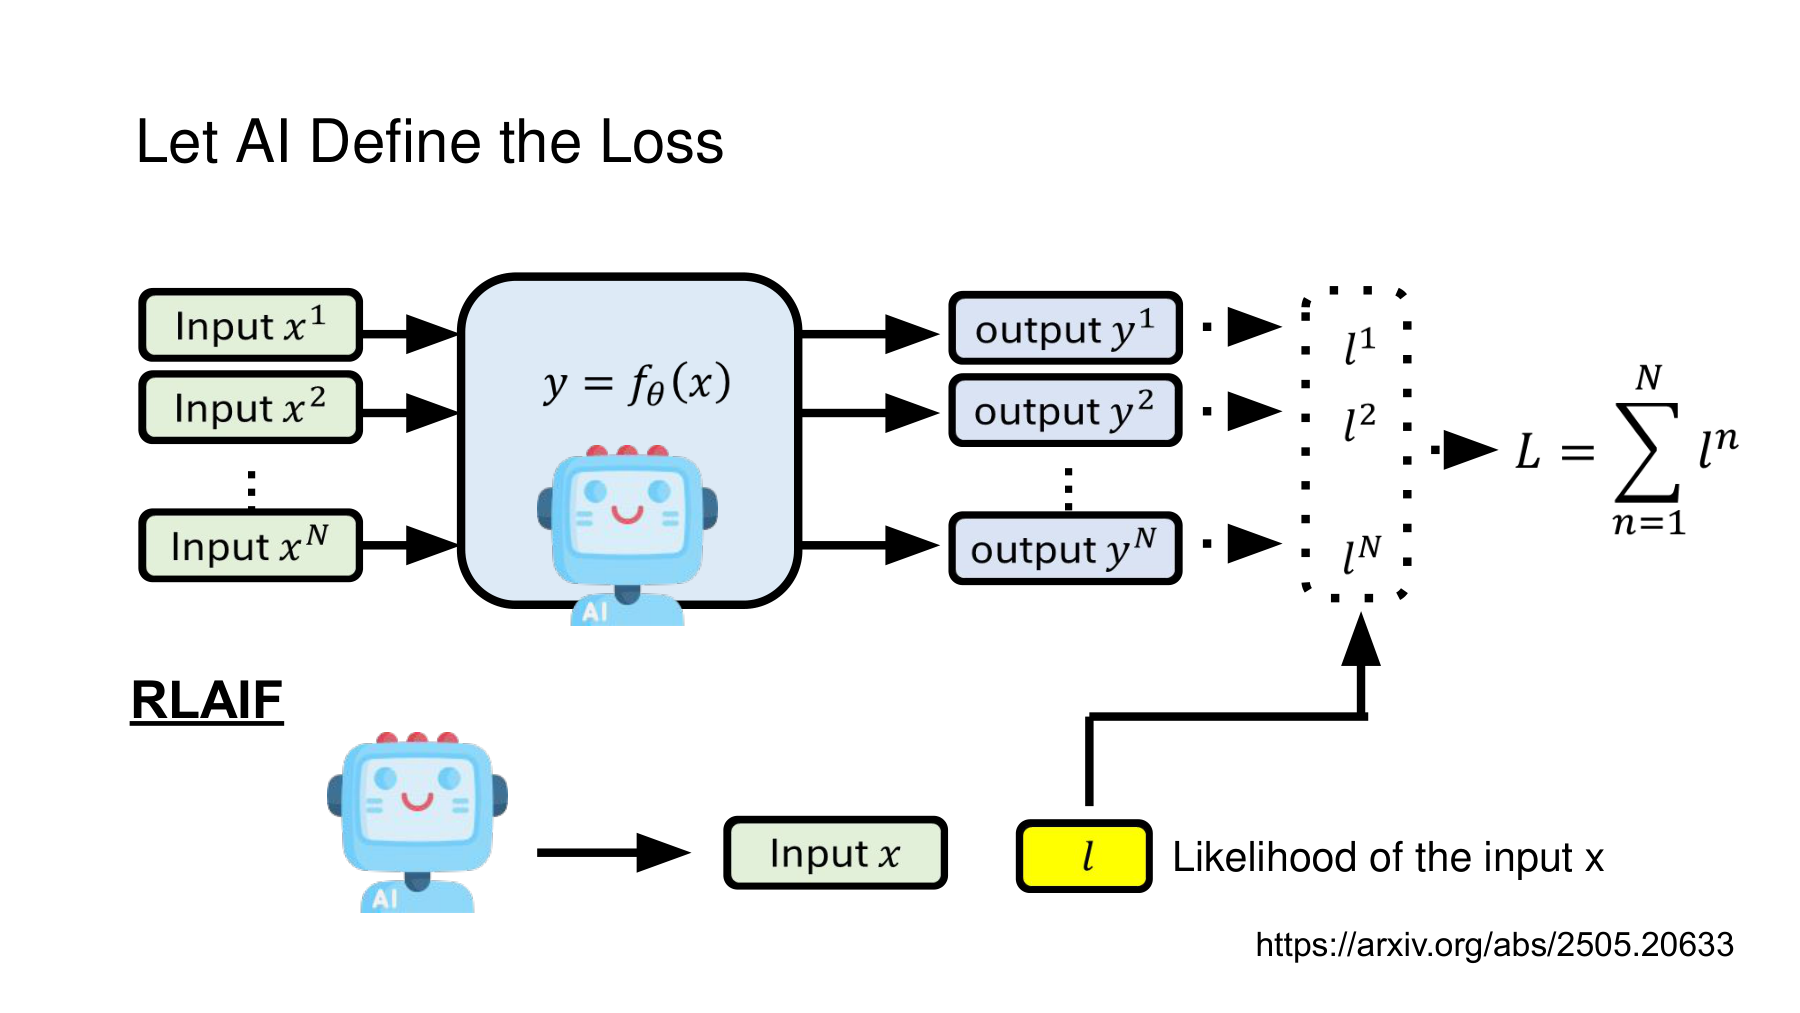 Let AI Define the Loss
Input x¹
Input x²
⋮
Input xᴺ
y = f_θ(x)
AI
output y¹
output y²
⋮
output yᴺ
l¹
l²
lᴺ
L = ∑_{n=1}^{N} lⁿ
RLAIF
AI
Input x
l
Likelihood of the input x
https://arxiv.org/abs/2505.20633